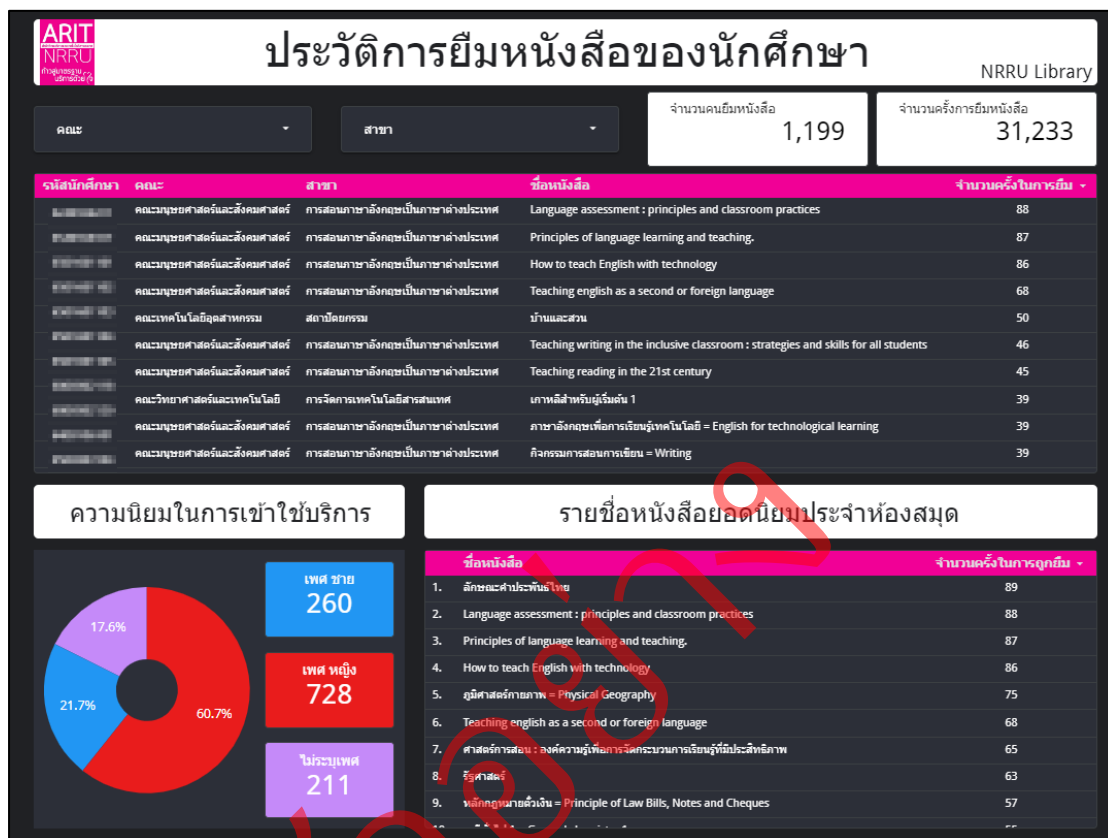 ARIT
NRRU
ประวัติการยืมหนังสือของนักศึกษา
NRRU Library
คณะ
สาขา
จำนวนคนยืมหนังสือ
1,199
จำนวนครั้งการยืมหนังสือ
31,233
รหัสนักศึกษา คณะ สาขา ชื่อหนังสือ จำนวนครั้งในการยืม
คณะมนุษยศาสตร์และสังคมศาสตร์ การสอนภาษาอังกฤษเป็นภาษาต่างประเทศ Language assessment : principles and classroom practices 88
คณะมนุษยศาสตร์และสังคมศาสตร์ การสอนภาษาอังกฤษเป็นภาษาต่างประเทศ Principles of language learning and teaching. 87
คณะมนุษยศาสตร์และสังคมศาสตร์ การสอนภาษาอังกฤษเป็นภาษาต่างประเทศ How to teach English with technology 86
คณะมนุษยศาสตร์และสังคมศาสตร์ การสอนภาษาอังกฤษเป็นภาษาต่างประเทศ Teaching english as a second or foreign language 68
คณะเทคโนโลยีอุตสาหกรรม สถาปัตยกรรม บ้านและสวน 50
คณะมนุษยศาสตร์และสังคมศาสตร์ การสอนภาษาอังกฤษเป็นภาษาต่างประเทศ Teaching writing in the inclusive classroom : strategies and skills for all students 46
คณะมนุษยศาสตร์และสังคมศาสตร์ การสอนภาษาอังกฤษเป็นภาษาต่างประเทศ Teaching reading in the 21st century 45
คณะวิทยาศาสตร์และเทคโนโลยี การจัดการเทคโนโลยีสารสนเทศ เกาหลีสำหรับผู้เริ่มต้น 1 39
คณะมนุษยศาสตร์และสังคมศาสตร์ การสอนภาษาอังกฤษเป็นภาษาต่างประเทศ ภาษาอังกฤษเพื่อการเรียนรู้เทคโนโลยี = English for technological learning 39
คณะมนุษยศาสตร์และสังคมศาสตร์ การสอนภาษาอังกฤษเป็นภาษาต่างประเทศ กิจกรรมการสอนการเขียน = Writing 39
ความนิยมในการเข้าใช้บริการ
17.6%
21.7%
60.7%
เพศ ชาย
260
เพศ หญิง
728
ไม่ระบุเพศ
211
รายชื่อหนังสือยอดนิยมประจำห้องสมุด
ชื่อหนังสือ จำนวนครั้งในการถูกยืม
1. ลักษณะคำประพันธ์ไทย 89
2. Language assessment : principles and classroom practices 88
3. Principles of language learning and teaching. 87
4. How to teach English with technology 86
5. ภูมิศาสตร์กายภาพ = Physical Geography 75
6. Teaching english as a second or foreign language 68
7. ศาสตร์การสอน : องค์ความรู้เพื่อการจัดกระบวนการเรียนรู้ที่มีประสิทธิภาพ 65
8. รัฐศาสตร์ 63
9. หลักกฎหมายตั๋วเงิน = Principle of Law Bills, Notes and Cheques 57